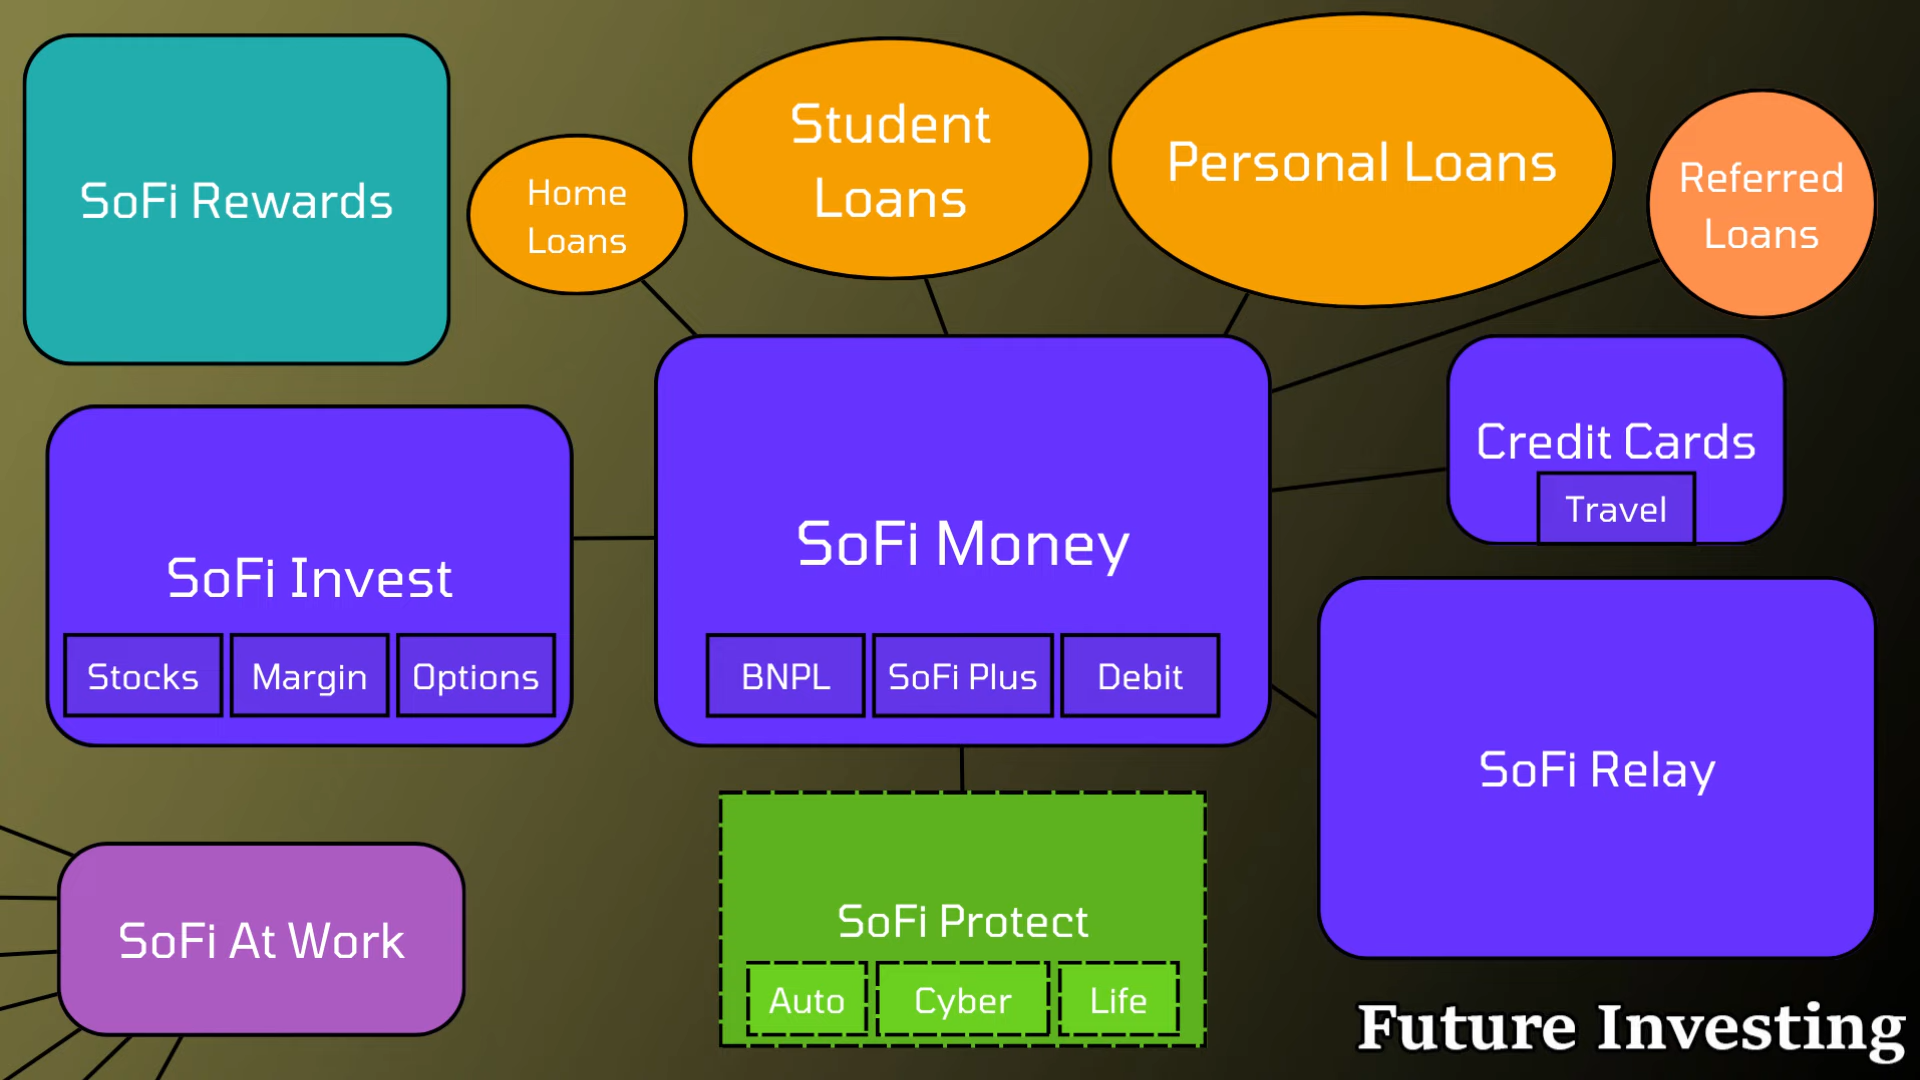 SoFi Rewards
Home
Loans
Student
Loans
Personal Loans
Referred
Loans
SoFi Invest
Stocks
Margin
Options
SoFi Money
BNPL
SoFi Plus
Debit
Credit Cards
Travel
SoFi Relay
SoFi At Work
SoFi Protect
Auto
Cyber
Life
Future Investing